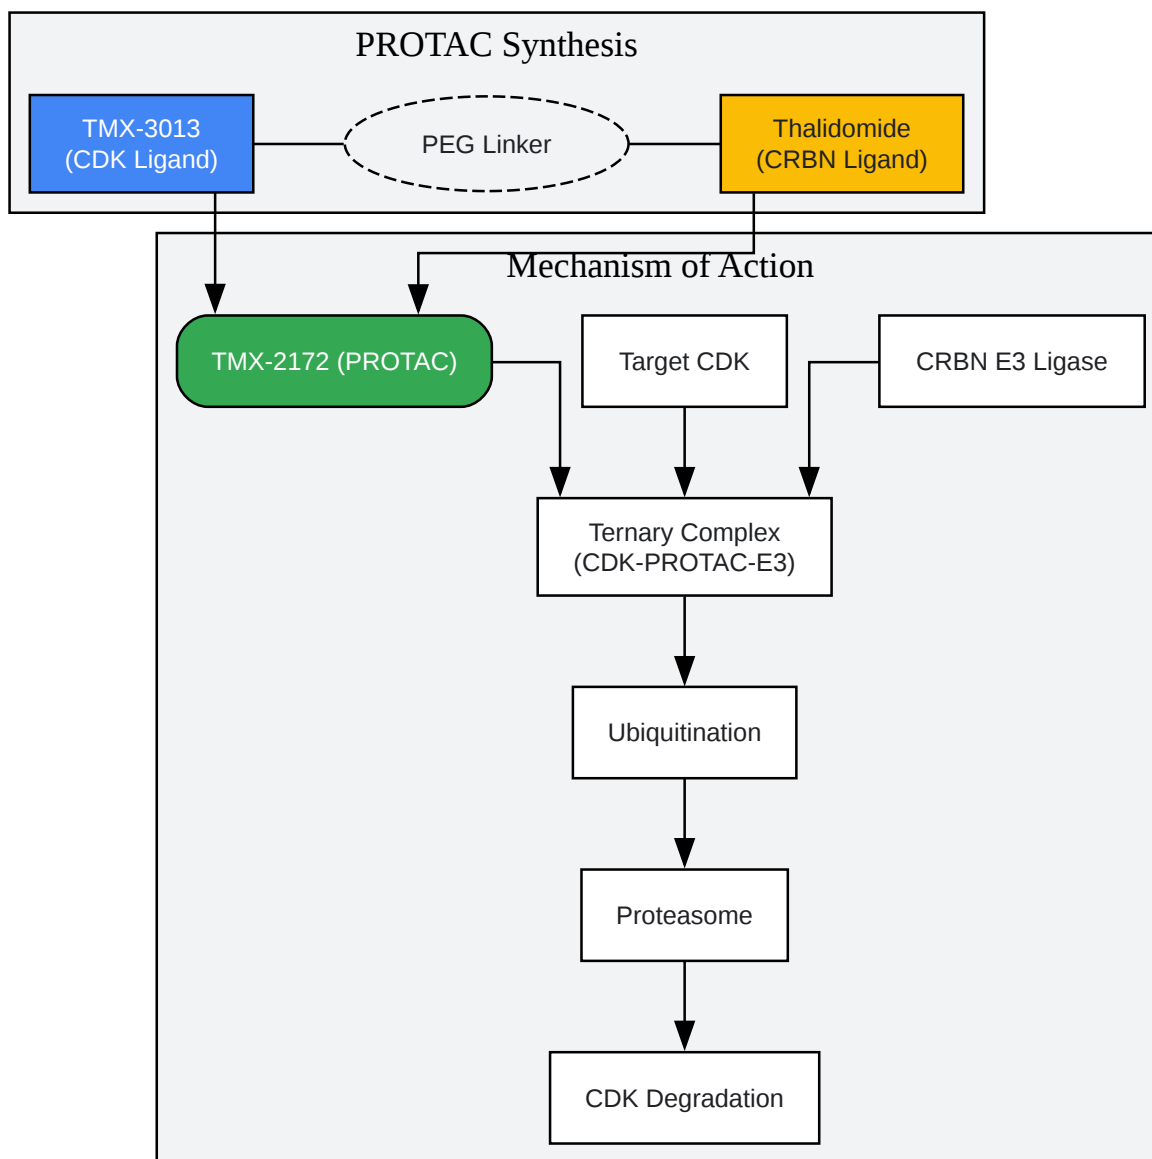 PROTAC Synthesis
TMX-3013
(CDK Ligand)
PEG Linker
Thalidomide
(CRBN Ligand)
Mechanism of Action
TMX-2172 (PROTAC)
Target CDK
CRBN E3 Ligase
Ternary Complex
(CDK-PROTAC-E3)
Ubiquitination
Proteasome
CDK Degradation